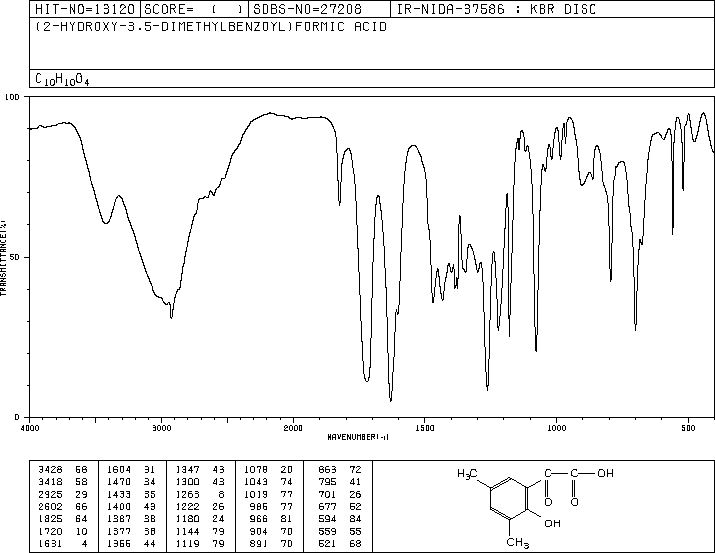 HIT-NO=13120 SCORE= ( ) SDBS-NO=27208 IR-NIDA-37586 : KBR DISC
(2-HYDROXY-3,5-DIMETHYLBENZOYL)FORMIC ACID
C10H10O4
100
50
0
TRANSMITTANCE(%)
4000 3000 2000 1500 1000 500
WAVENUMBER(-1)
3428 66 1604 31 1347 43 1078 20 863 72
3418 58 1470 34 1300 43 1043 74 795 41
2925 29 1433 35 1263 8 1019 77 701 26
2602 66 1400 43 1222 26 986 77 677 52
1825 64 1387 38 1180 24 966 81 594 84
1720 10 1377 38 1144 79 904 70 559 55
1631 4 1366 44 1119 79 891 70 521 68
H3C C C OH
O O
OH
CH3